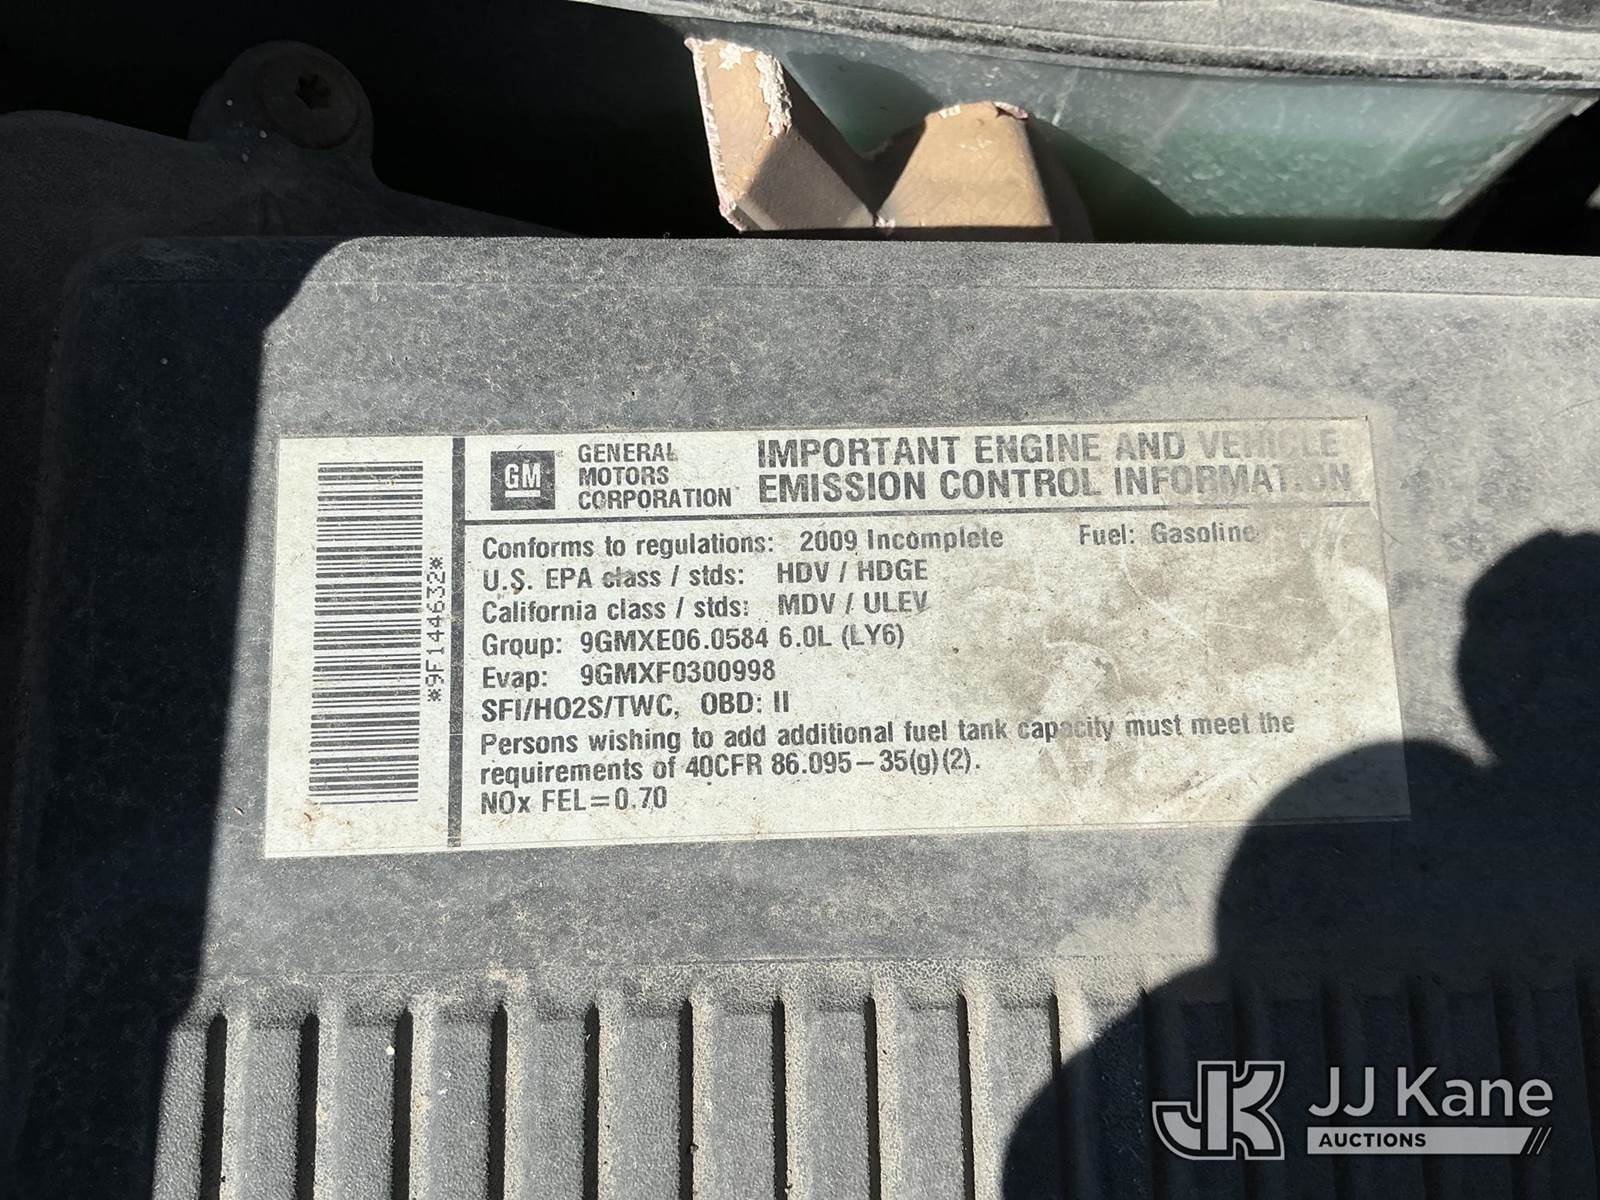 GM
GENERAL
MOTORS
CORPORATION
IMPORTANT ENGINE AND VEHICLE
EMISSION CONTROL INFORMATION
Conforms to regulations: 2009 Incomplete Fuel: Gasoline
U.S. EPA class / stds: HDV / HDGE
California class / stds: MDV / ULEV
Group: 9GMXE06.0584 6.0L (LY6)
Evap: 9GMXF0300998
SFI/HO2S/TWC, OBD: II
Persons wishing to add additional fuel tank capacity must meet the
requirements of 40CFR 86.095-35(g)(2).
NOx FEL=0.70
*9F144632*
JK JJ Kane
AUCTIONS